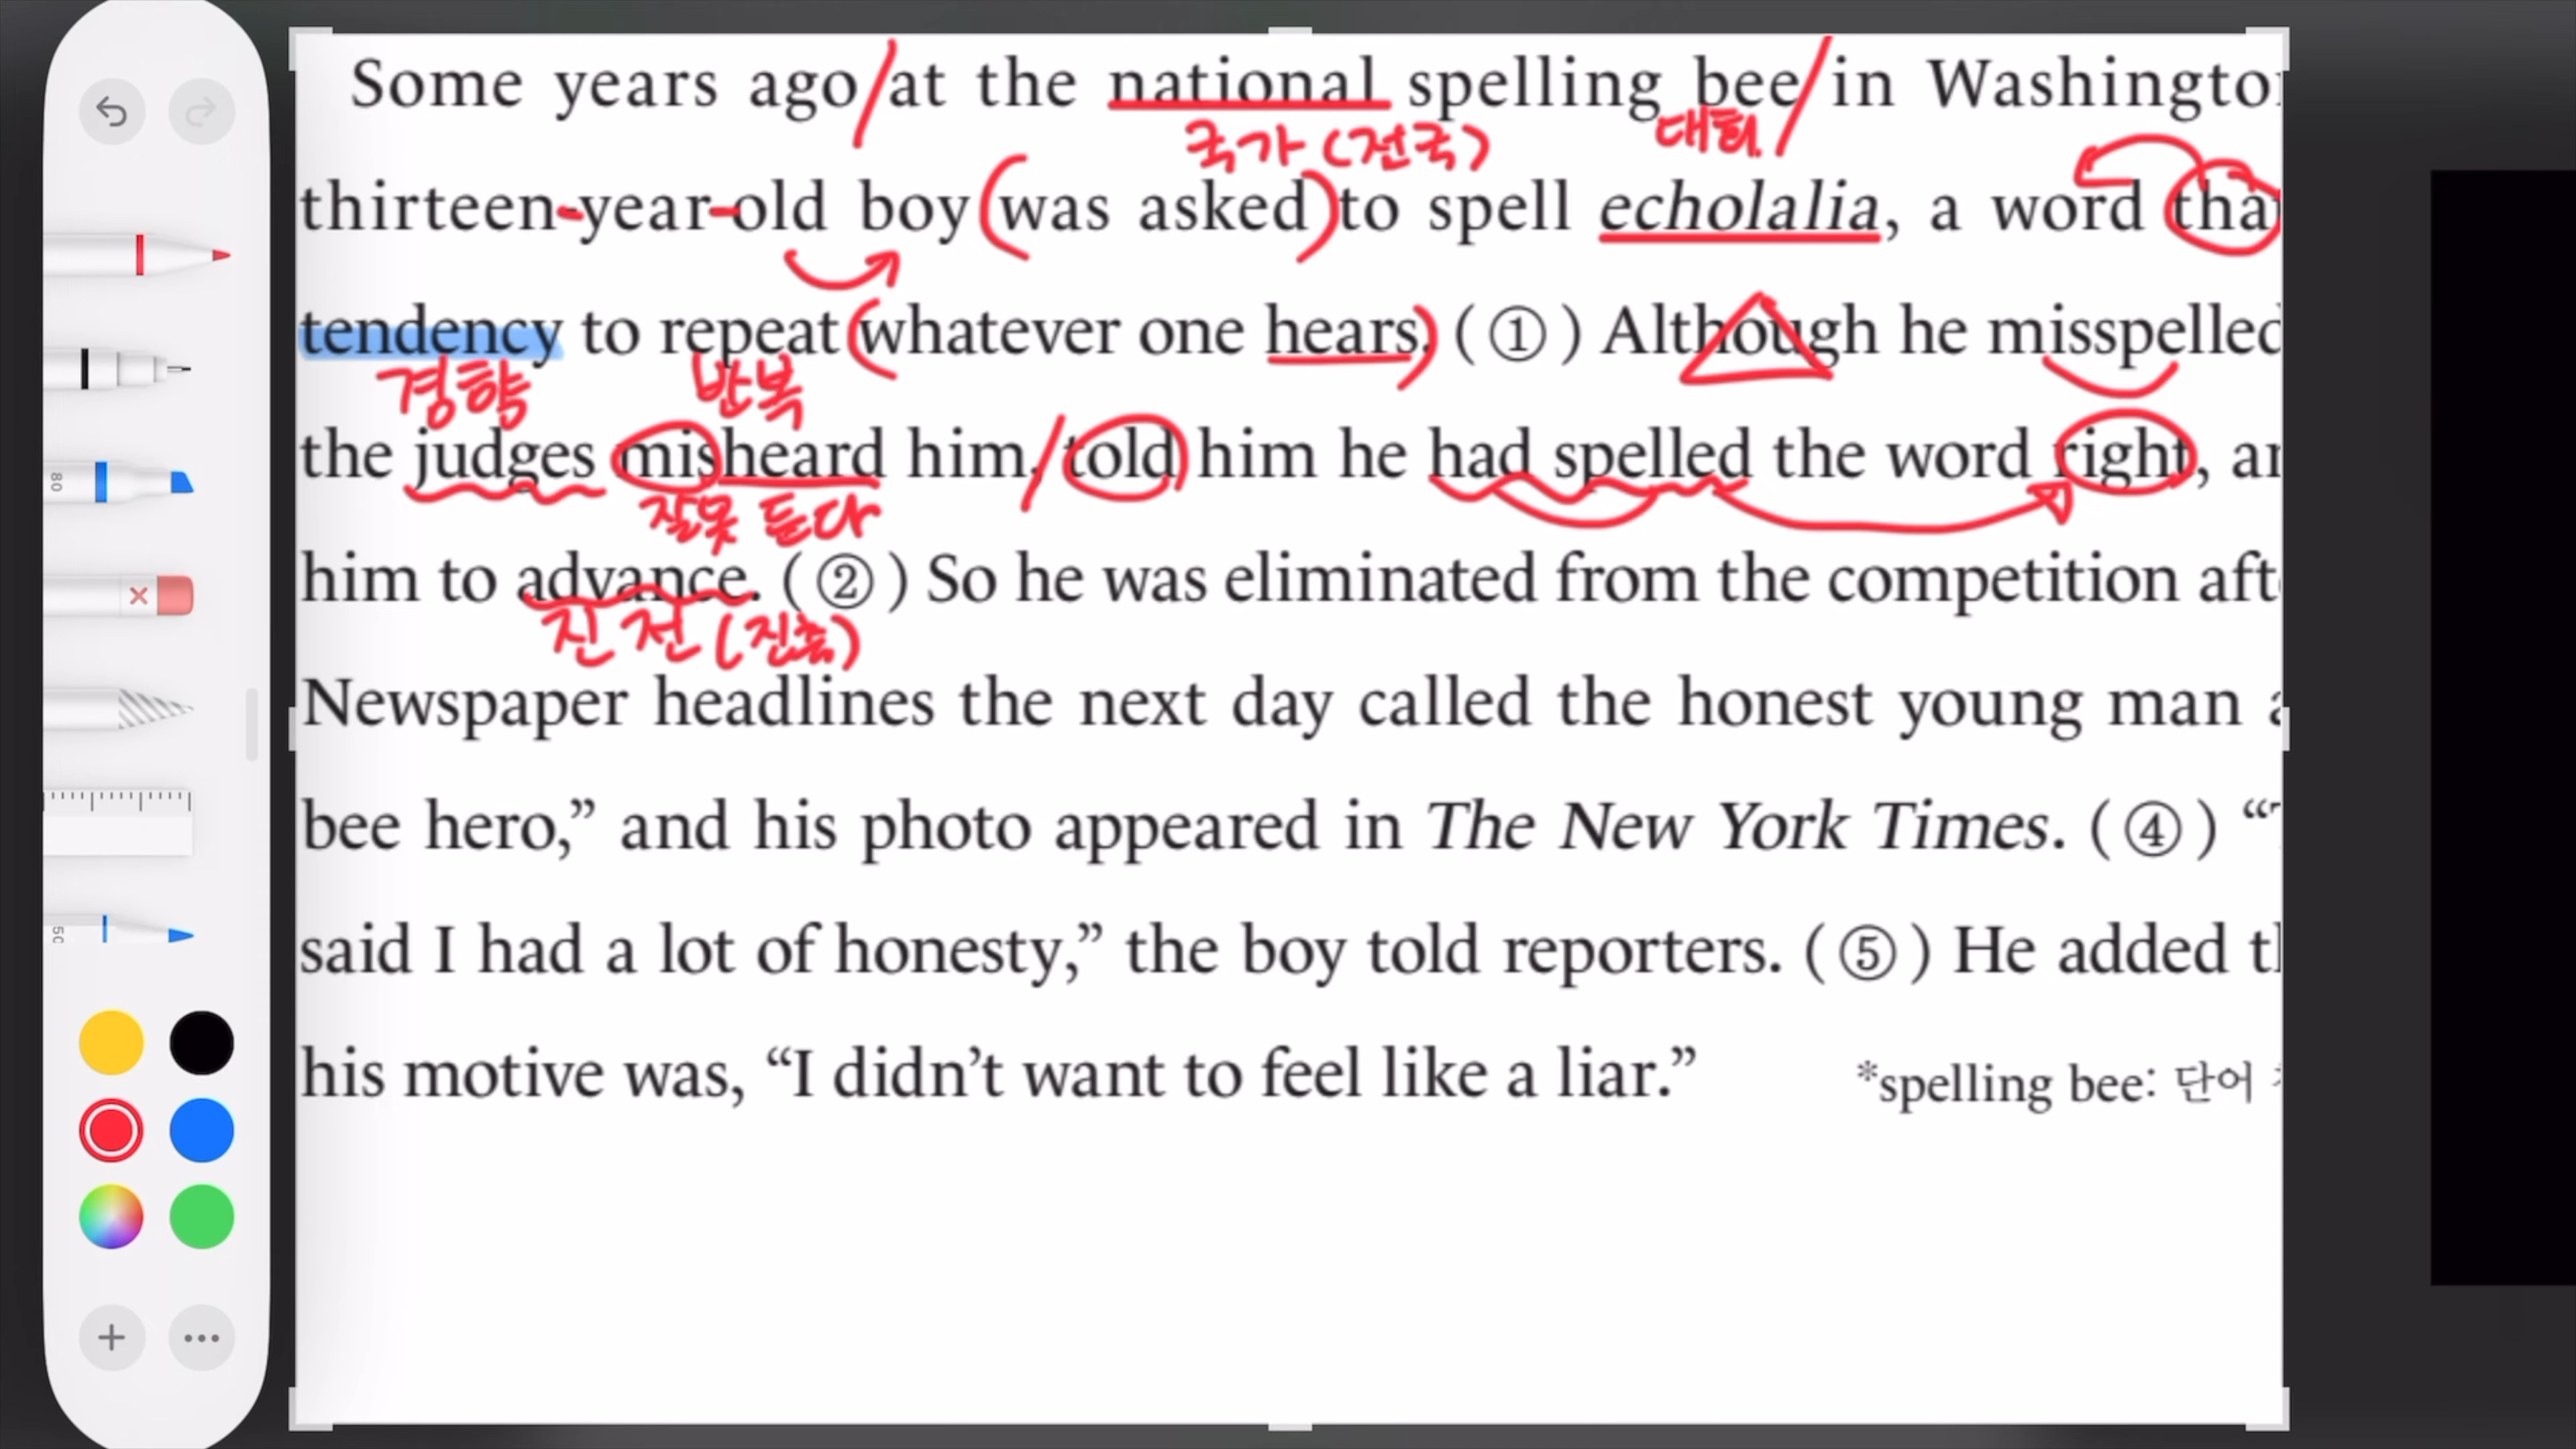 Some years ago at the national spelling bee in Washington
국가 (전국) 대회
thirteen-year-old boy was asked to spell echolalia, a word tha
tendency to repeat whatever one hears. ( ① ) Although he misspelled
경향 반복
the judges misheard him, told him he had spelled the word right, an
잘못 듣다
him to advance. ( ② ) So he was eliminated from the competition afte
진전 (진출)
Newspaper headlines the next day called the honest young man a
bee hero,” and his photo appeared in The New York Times. ( ④ ) “T
said I had a lot of honesty,” the boy told reporters. ( ⑤ ) He added th
his motive was, “I didn’t want to feel like a liar.”
*spelling bee: 단어
80
50